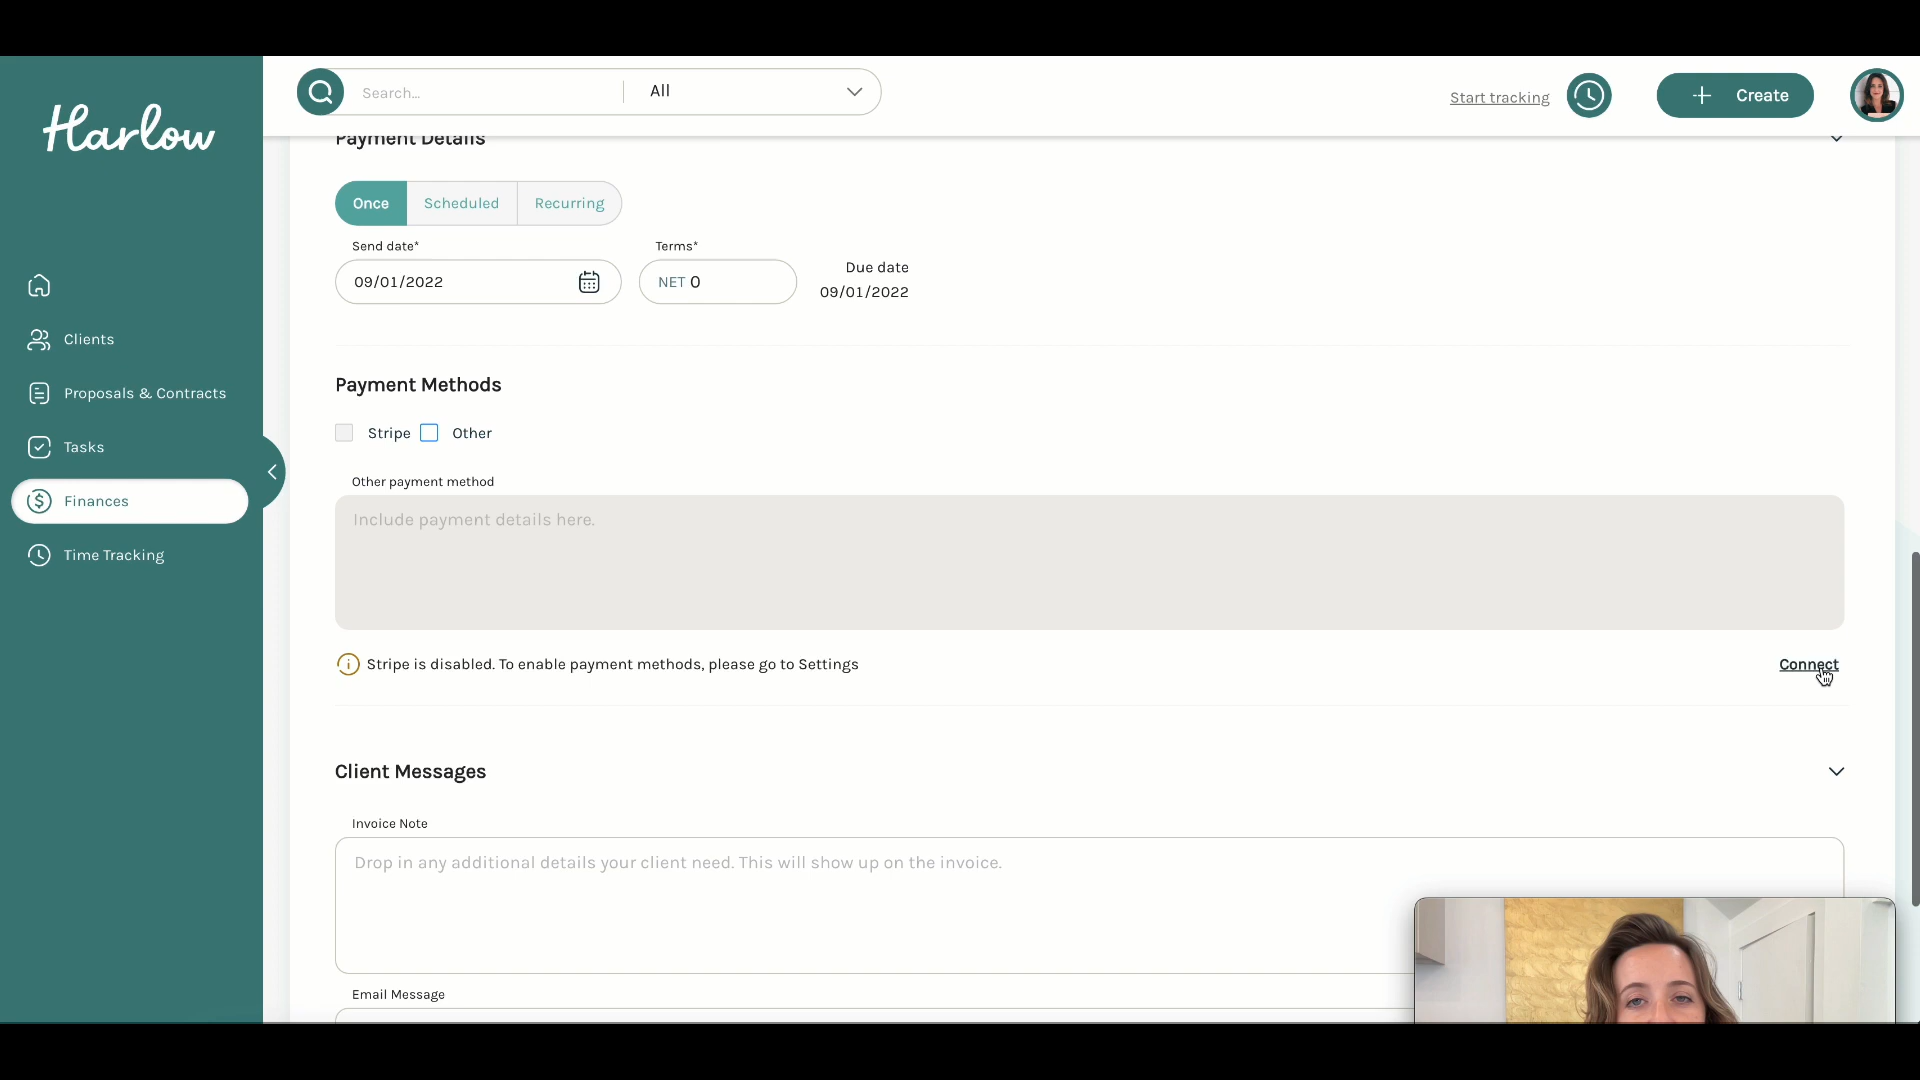 Harlow
Search...
All
Start tracking
Create
Payment Details
Once
Scheduled
Recurring
Send date*
Terms*
09/01/2022
NET 0
Due date
09/01/2022
Clients
Proposals & Contracts
Tasks
Finances
Time Tracking
Payment Methods
Stripe
Other
Other payment method
Include payment details here.
Stripe is disabled. To enable payment methods, please go to Settings
Connect
Client Messages
Invoice Note
Drop in any additional details your client need. This will show up on the invoice.
Email Message